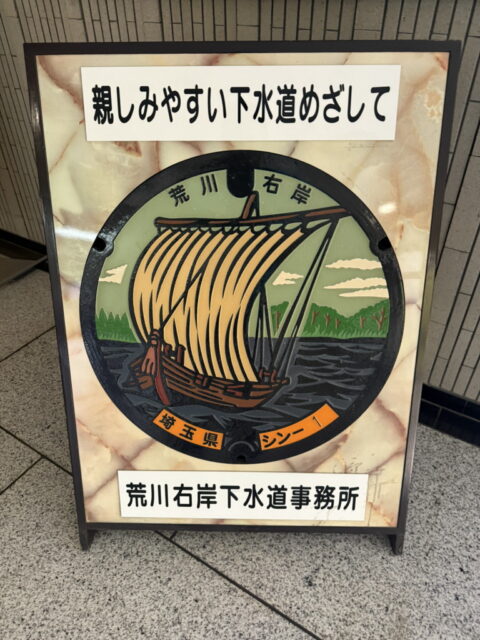 親しみやすい下水道めざして
荒川右岸
埼玉県 シンー1
荒川右岸下水道事務所